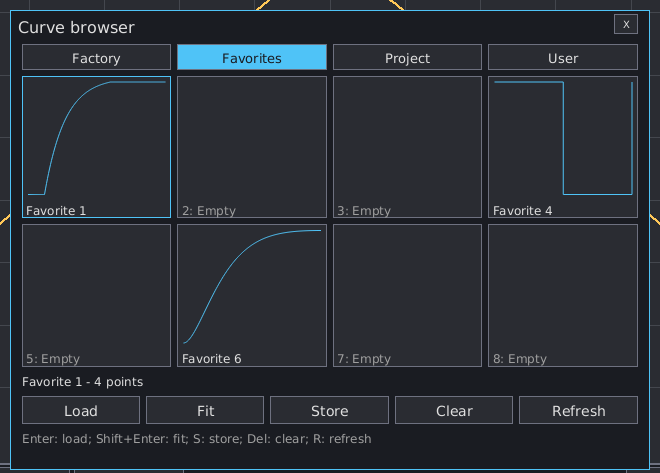 Curve browser
X
Factory
Favorites
Project
User
Favorite 1
2: Empty
3: Empty
Favorite 4
5: Empty
Favorite 6
7: Empty
8: Empty
Favorite 1 - 4 points
Load
Fit
Store
Clear
Refresh
Enter: load; Shift+Enter: fit; S: store; Del: clear; R: refresh